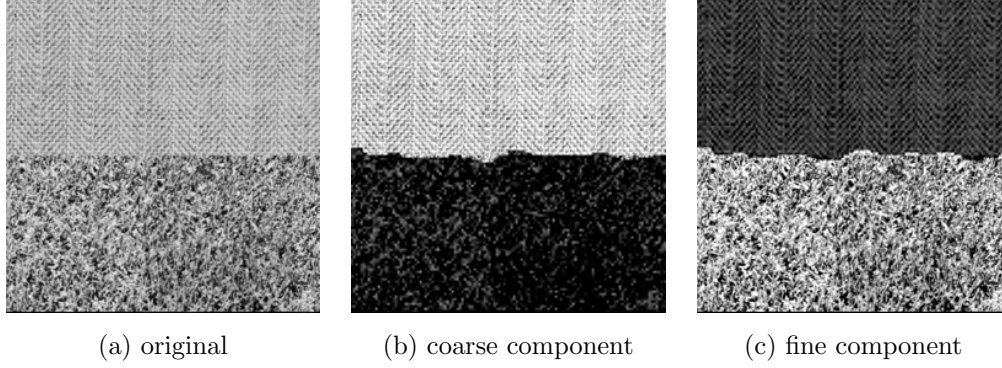 (a) original
(b) coarse component
(c) fine component